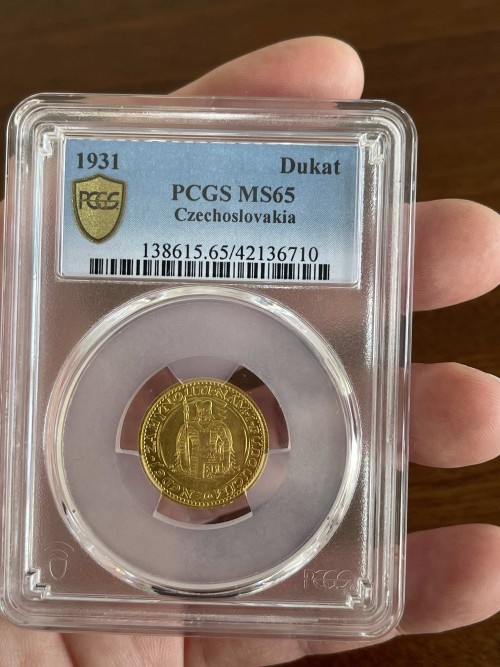 1931 Dukat
PCGS PCGS MS65
Czechoslovakia
138615.65/42136710
PCGS